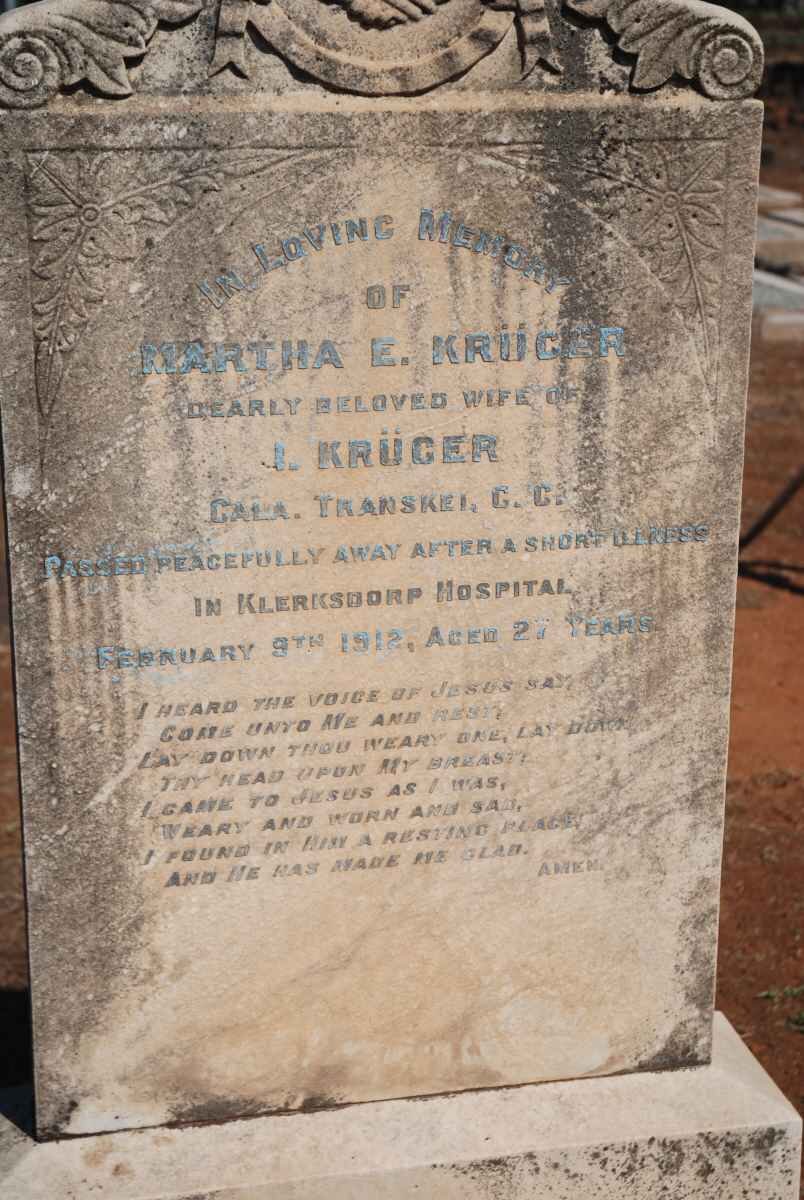 IN LOVING MEMORY
OF
MARTHA E. KRÜGER
DEARLY BELOVED WIFE OF
I. KRÜGER
CALA. TRANSKEI, C. C.
PASSED PEACEFULLY AWAY AFTER A SHORT ILLNESS
IN KLERKSDORP HOSPITAL
FEBRUARY 9TH 1912, AGED 27 YEARS
I HEARD THE VOICE OF JESUS SAY,
COME UNTO ME AND REST,
LAY DOWN THOU WEARY ONE, LAY DOWN
THY HEAD UPON MY BREAST;
I CAME TO JESUS AS I WAS,
WEARY AND WORN AND SAD,
I FOUND IN HIM A RESTING PLACE,
AND HE HAS MADE ME GLAD.
AMEN.